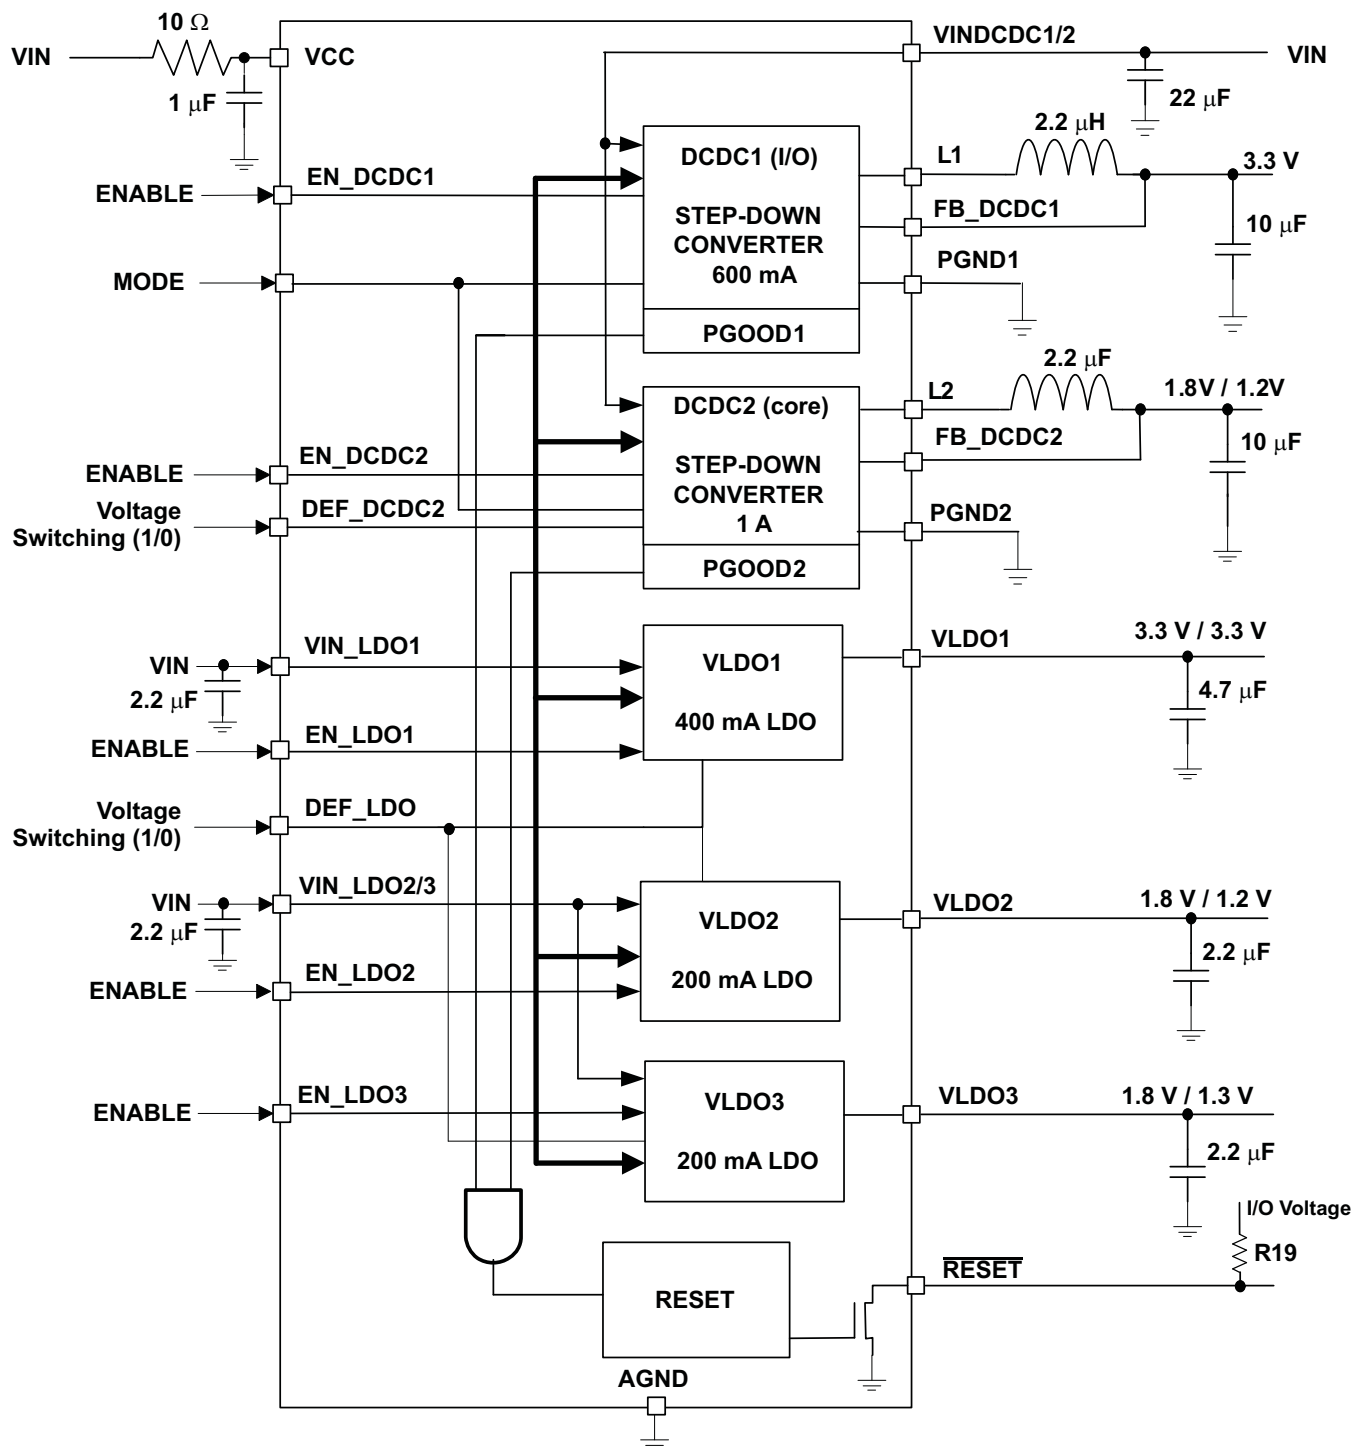 10 Ω
VIN
VCC
1 μF
VINDCDC1/2
VIN
22 μF
2.2 μH
DCDC1 (I/O)
L1
3.3 V
ENABLE
EN_DCDC1
STEP-DOWN
CONVERTER
600 mA
FB_DCDC1
10 μF
MODE
PGND1
PGOOD1
2.2 μF
DCDC2 (core)
L2
1.8V / 1.2V
FB_DCDC2
10 μF
ENABLE
EN_DCDC2
STEP-DOWN
CONVERTER
1 A
Voltage
Switching (1/0)
DEF_DCDC2
PGND2
PGOOD2
VIN
2.2 μF
VIN_LDO1
VLDO1
400 mA LDO
VLDO1
3.3 V / 3.3 V
4.7 μF
ENABLE
EN_LDO1
Voltage
Switching (1/0)
DEF_LDO
VIN
2.2 μF
VIN_LDO2/3
VLDO2
200 mA LDO
VLDO2
1.8 V / 1.2 V
2.2 μF
ENABLE
EN_LDO2
ENABLE
EN_LDO3
VLDO3
200 mA LDO
VLDO3
1.8 V / 1.3 V
2.2 μF
I/O Voltage
R19
RESET
RESET
AGND